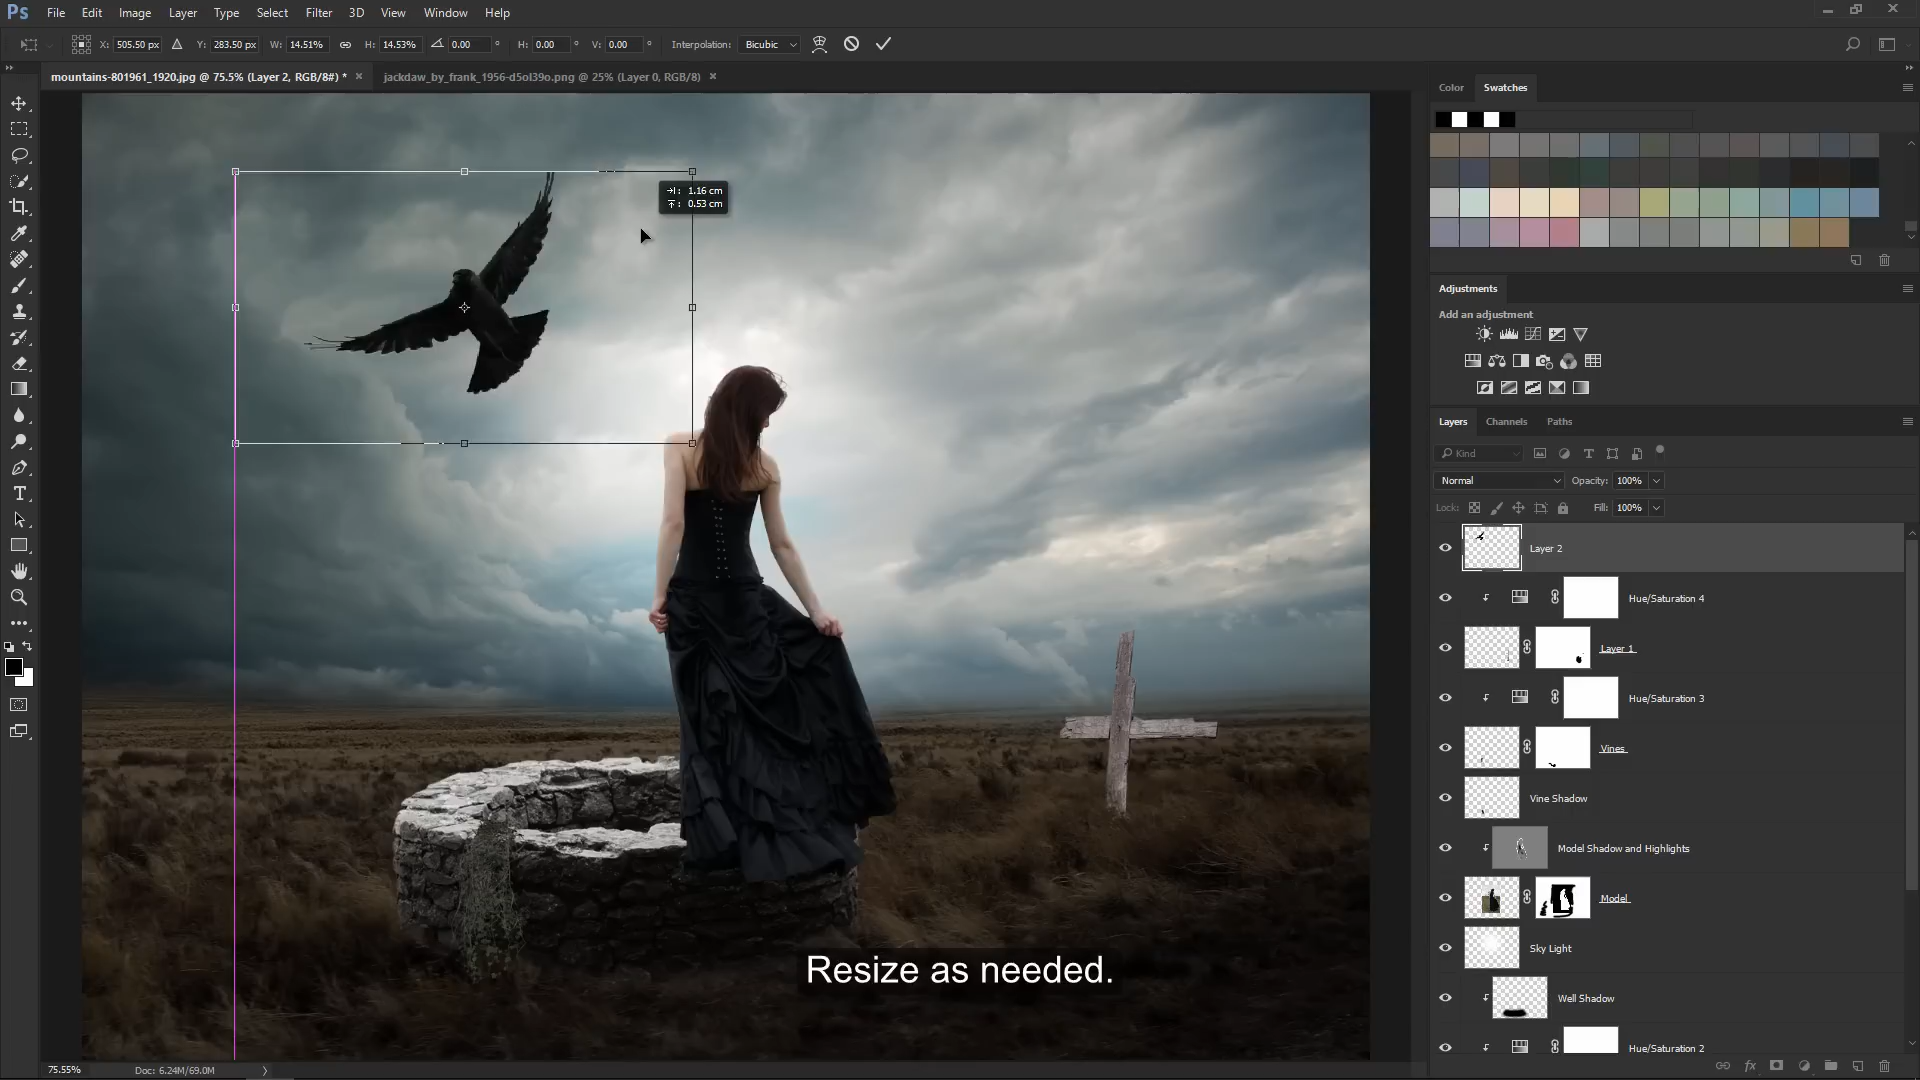 Ps File Edit Image Layer Type Select Filter 3D View Window Help
X: 505.50 px Y: 283.50 px W: 14.51% H: 14.53% 0.00 ° H: 0.00 ° V: 0.00 ° Interpolation: Bicubic
mountains-801961_1920.jpg @ 75.5% (Layer 2, RGB/8#) * × jackdaw_by_frank_1956-d5ol39o.png @ 25% (Layer 0, RGB/8) ×
Color Swatches
: 1.16 cm
: 0.53 cm
Adjustments
Add an adjustment
Layers Channels Paths
Kind
Normal Opacity: 100%
Lock: Fill: 100%
Layer 2
Hue/Saturation 4
Layer 1
Hue/Saturation 3
Vines
Vine Shadow
Model Shadow and Highlights
Model
Sky Light
Well Shadow
Hue/Saturation 2
Resize as needed.
75.55% Doc: 6.24M/69.0M